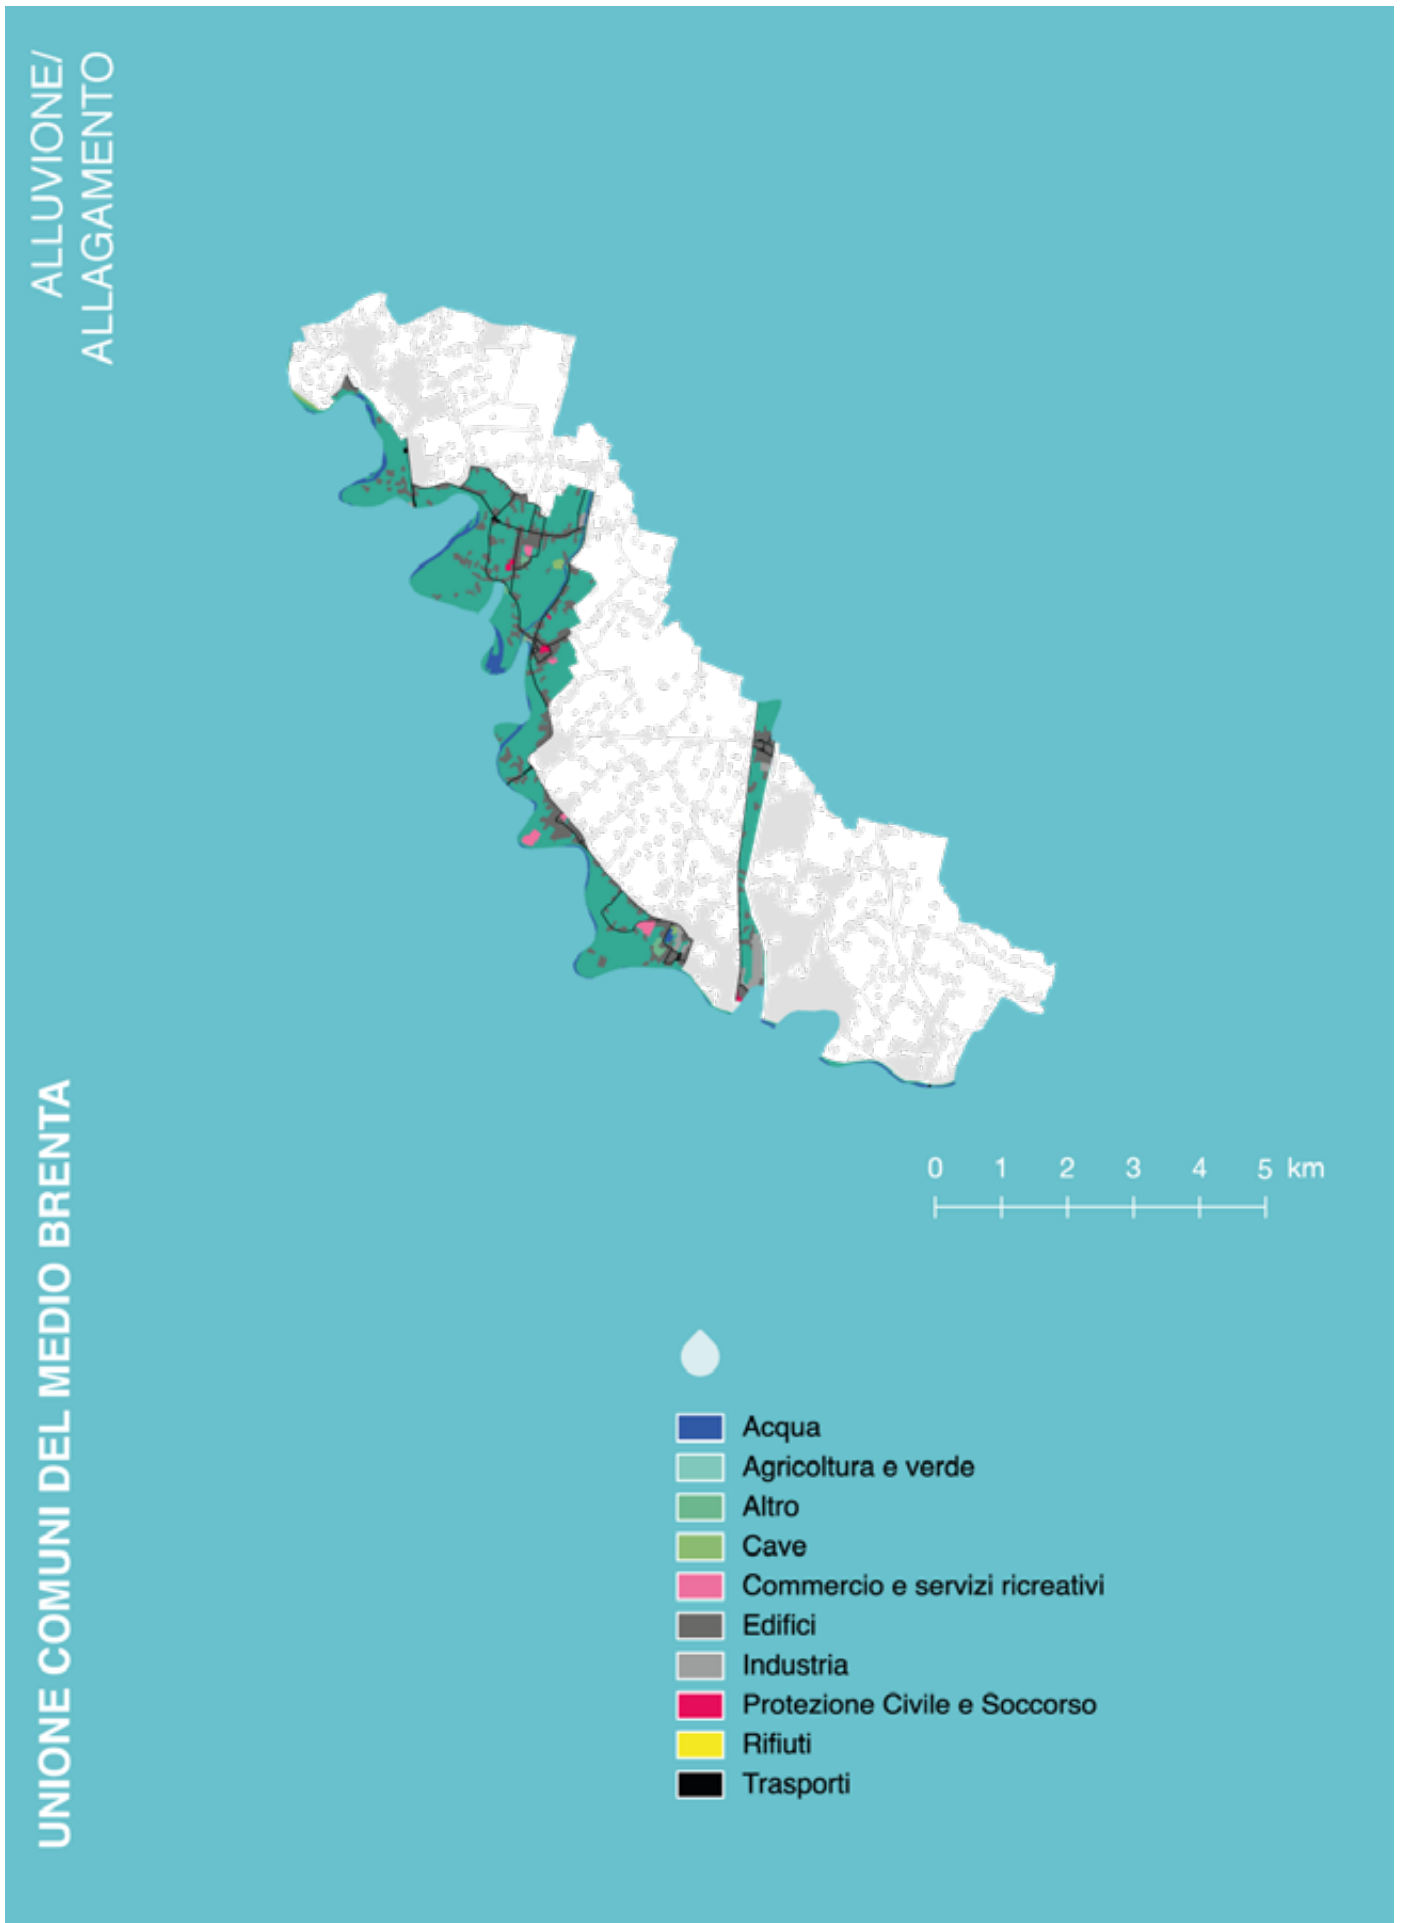 ALLUVIONE/
ALLAGAMENTO
UNIONE COMUNI DEL MEDIO BRENTA
0 1 2 3 4 5 km
Acqua
Agricoltura e verde
Altro
Cave
Commercio e servizi ricreativi
Edifici
Industria
Protezione Civile e Soccorso
Rifiuti
Trasporti